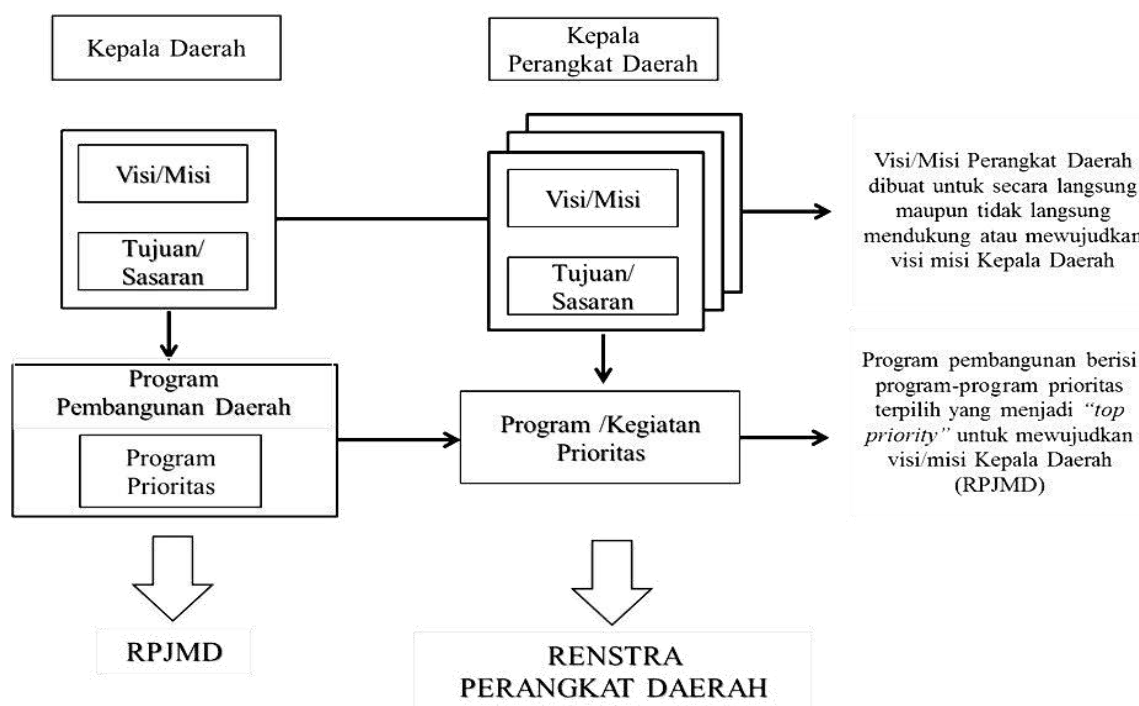 Kepala Daerah
Kepala
Perangkat Daerah
Visi/Misi
Tujuan/
Sasaran
Visi/Misi
Tujuan/
Sasaran
Visi/Misi Perangkat Daerah
dibuat untuk secara langsung
maupun tidak langsung
mendukung atau mewujudkan
visi misi Kepala Daerah
Program
Pembangunan Daerah
Program
Prioritas
Program /Kegiatan
Prioritas
Program pembangunan berisi
program-program prioritas
terpilih yang menjadi “top
priority” untuk mewujudkan
visi/misi Kepala Daerah
(RPJMD)
RPJMD
RENSTRA
PERANGKAT DAERAH